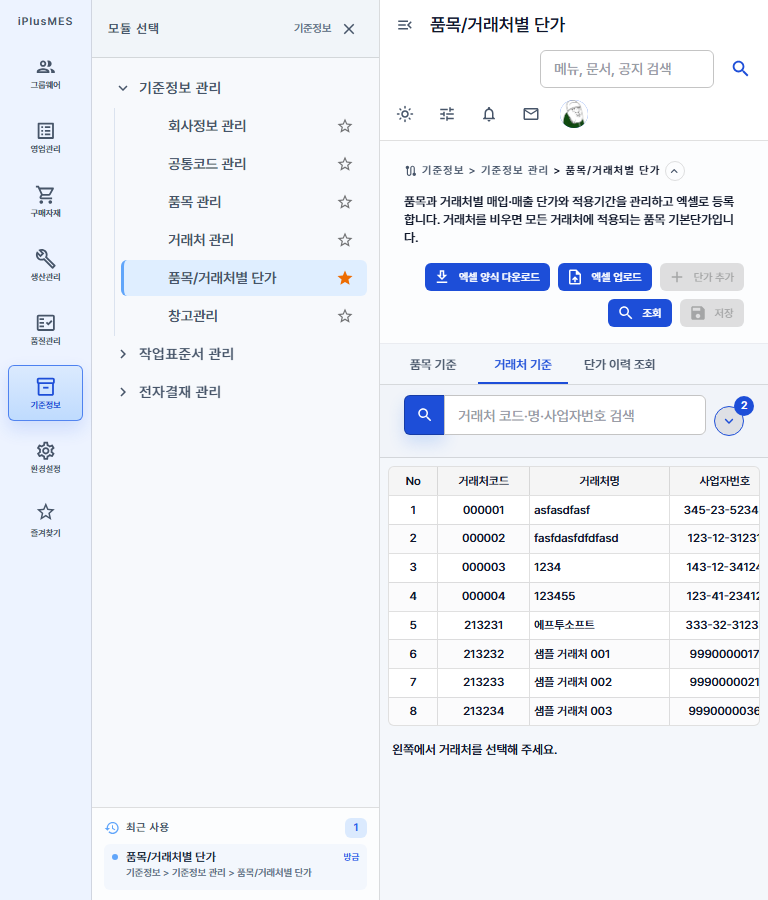 iPlusMES
그룹웨어
영업관리
구매자재
생산관리
품질관리
기준정보
환경설정
즐겨찾기
모듈 선택
기준정보
기준정보 관리
회사정보 관리
공통코드 관리
품목 관리
거래처 관리
품목/거래처별 단가
창고관리
작업표준서 관리
전자결재 관리
최근 사용
1
품목/거래처별 단가
방금
기준정보 > 기준정보 관리 > 품목/거래처별 단가
품목/거래처별 단가
메뉴, 문서, 공지 검색
기준정보 > 기준정보 관리 > 품목/거래처별 단가
품목과 거래처별 매입·매출 단가와 적용기간을 관리하고 엑셀로 등록
합니다. 거래처를 비우면 모든 거래처에 적용되는 품목 기본단가입니
다.
엑셀 양식 다운로드
엑셀 업로드
단가 추가
조회
저장
품목 기준
거래처 기준
단가 이력 조회
거래처 코드·명·사업자번호 검색
2
No 거래처코드 거래처명 사업자번호
1 000001 asfasdfasf 345-23-5234
2 000002 fasfdasfdfdfasd 123-12-31231
3 000003 1234 143-12-34124
4 000004 123455 123-41-23412
5 213231 에프투소프트 333-32-3123
6 213232 샘플 거래처 001 9990000017
7 213233 샘플 거래처 002 9990000021
8 213234 샘플 거래처 003 9990000036
왼쪽에서 거래처를 선택해 주세요.